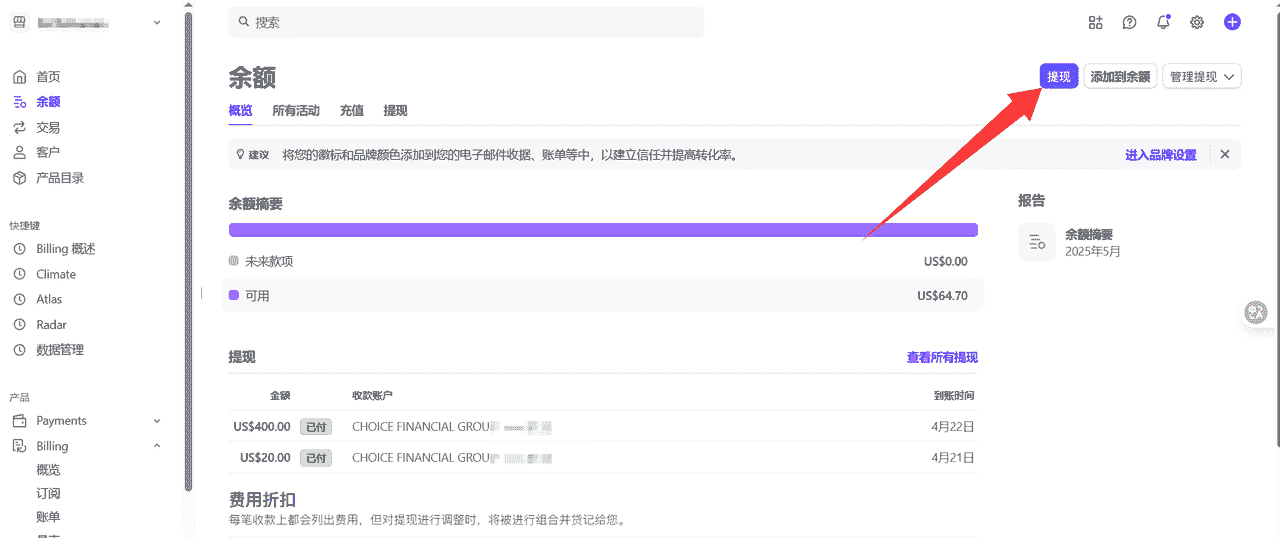 搜索
首页
余额
交易
客户
产品目录
快捷键
Billing 概述
Climate
Atlas
Radar
数据管理
产品
Payments
Billing
概览
订阅
账单
余额
提现
添加到余额
管理提现
概览 所有活动 充值 提现
建议 将您的徽标和品牌颜色添加到您的电子邮件收据、账单等中，以建立信任并提高转化率。 进入品牌设置
余额摘要
未来款项 US$0.00
可用 US$64.70
报告
余额摘要
2025年5月
提现 查看所有提现
金额 收款账户 到账时间
US$400.00 已付 CHOICE FINANCIAL GROU 4月22日
US$20.00 已付 CHOICE FINANCIAL GROU 4月21日
费用折扣
每笔收款上都会列出费用，但对提现进行调整时，将被进行组合并贷记给您。